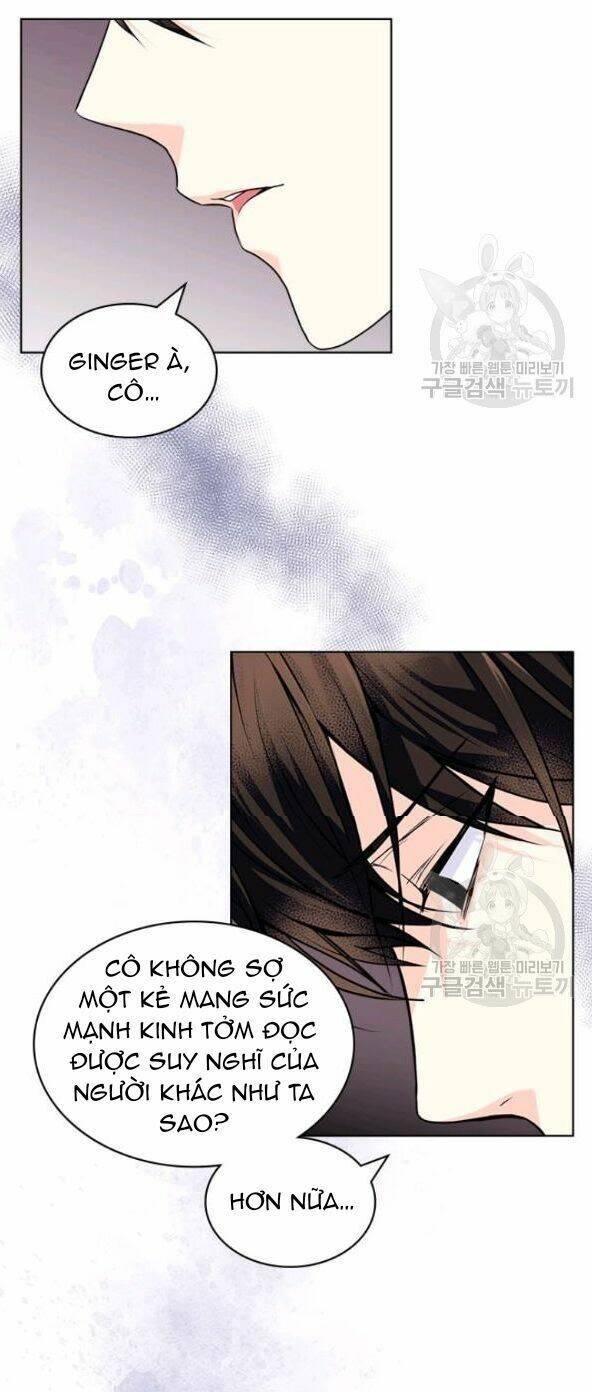 GINGER À,
CÔ...
가장 빠른 웹툰 미리보기
구글검색 뉴토끼
가장 빠른 웹툰 미리보기
구글검색 뉴토끼
CÔ KHÔNG SỢ
MỘT KẺ MANG SỨC
MẠNH KINH TỞM ĐỌC
ĐƯỢC SUY NGHĨ CỦA
NGƯỜI KHÁC NHƯ TA
SAO?
HƠN NỮA...